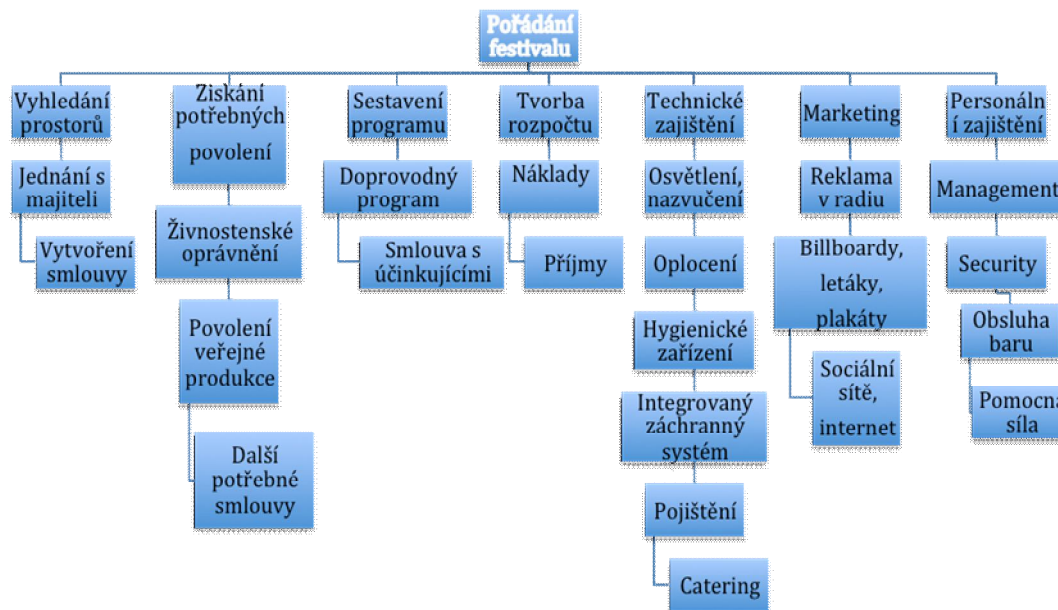 Pořádání
festivalu
Vyhledání
prostorů
Jednání s
majiteli
Vytvoření
smlouvy
Získání
potřebných
povolení
Živnostenské
oprávnění
Povolení
veřejné
produkce
Další
potřebné
smlouvy
Sestavení
programu
Doprovodný
program
Smlouva s
účinkujícími
Tvorba
rozpočtu
Náklady
Příjmy
Technické
zajištění
Osvětlení,
nazvučení
Oplocení
Hygienické
zařízení
Integrovaný
záchranný
systém
Pojištění
Catering
Marketing
Reklama
v radiu
Billboardy,
letáky,
plakáty
Sociální
sítě,
internet
Personáln
í zajištění
Management
Security
Obsluha
baru
Pomocná
síla